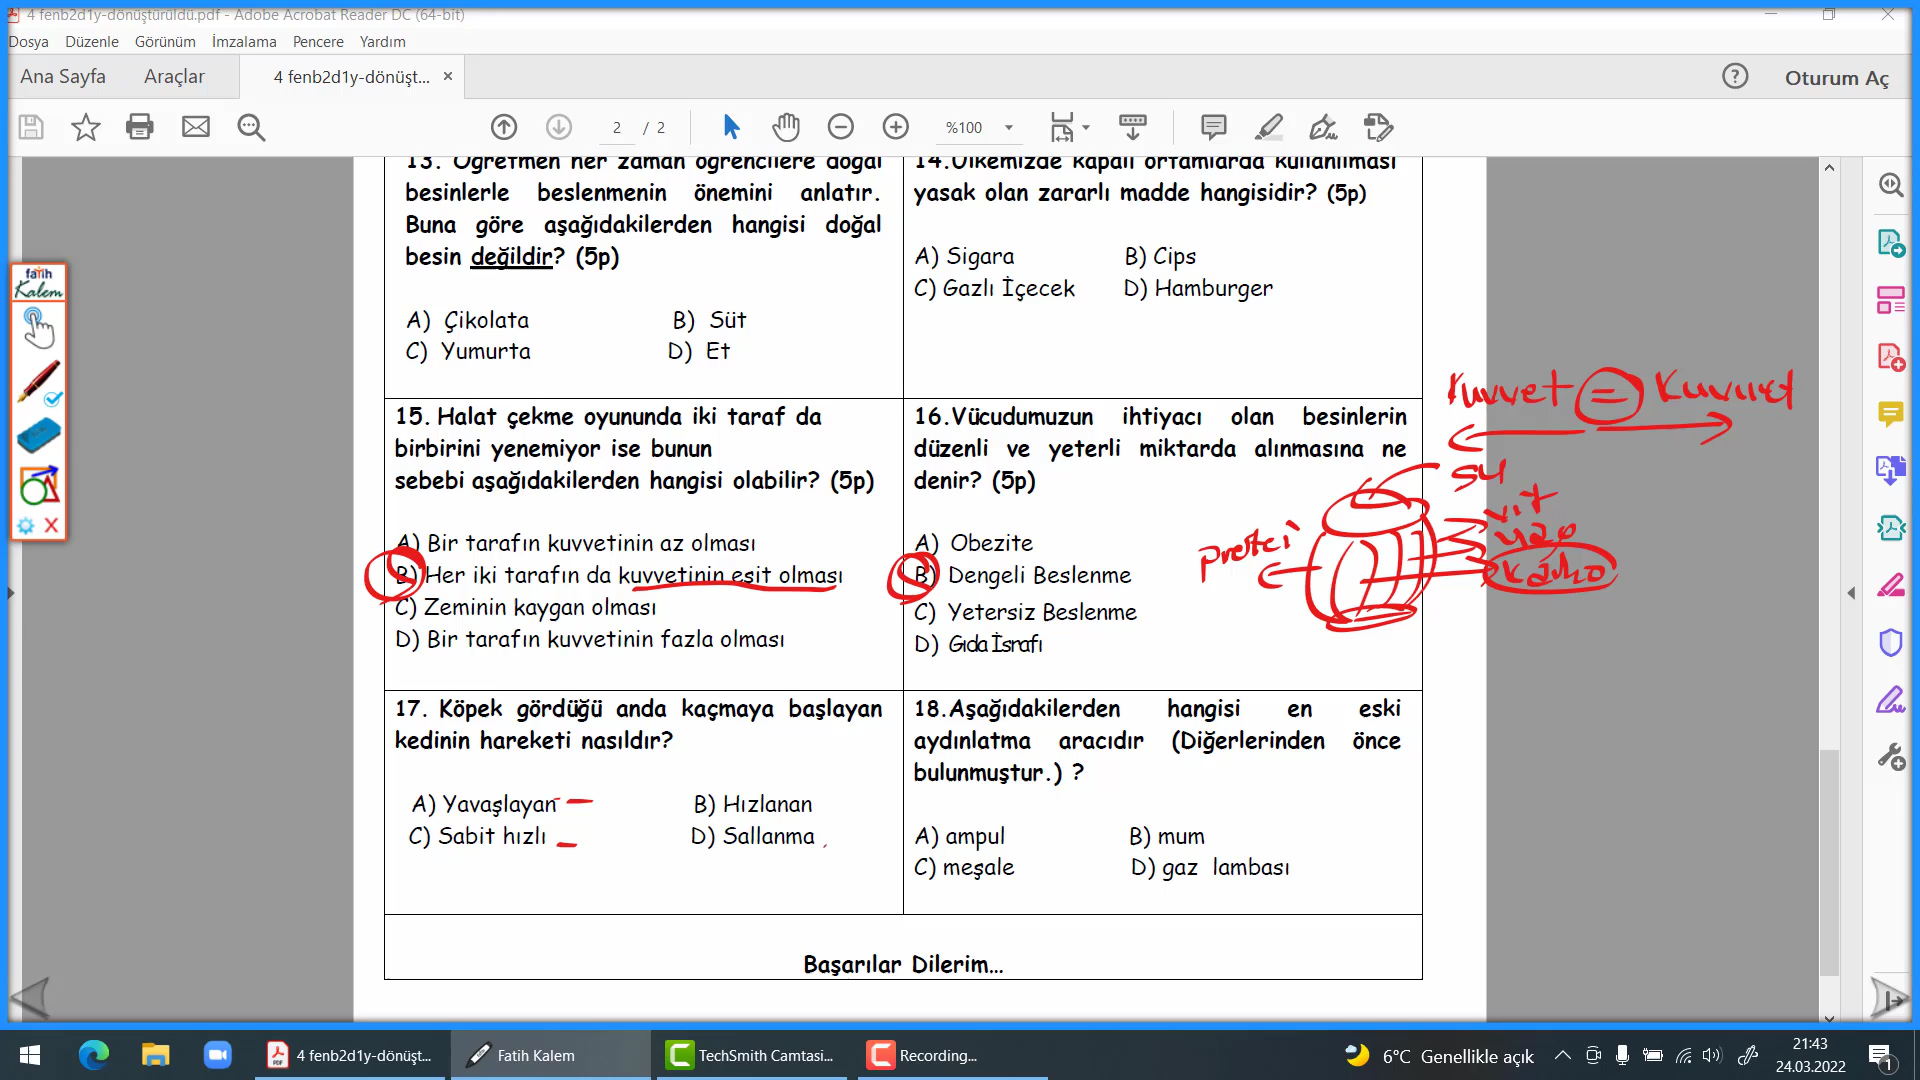 4 fenb2d1y-dönüştürüldü.pdf - Adobe Acrobat Reader DC (64-bit)
Dosya Düzenle Görünüm İmzalama Pencere Yardım
Ana Sayfa Araçlar 4 fenb2d1y-dönüşt... × Oturum Aç
2 / 2 %100
13. Öğretmen her zaman öğrencilere doğal
besinlerle beslenmenin önemini anlatır.
Buna göre aşağıdakilerden hangisi doğal
besin değildir? (5p)
A) Çikolata B) Süt
C) Yumurta D) Et
14.Ülkemizde kapalı ortamlarda kullanılması
yasak olan zararlı madde hangisidir? (5p)
A) Sigara B) Cips
C) Gazlı İçecek D) Hamburger
fatih
Kalem
15. Halat çekme oyununda iki taraf da
birbirini yenemiyor ise bunun
sebebi aşağıdakilerden hangisi olabilir? (5p)
A) Bir tarafın kuvvetinin az olması
B) Her iki tarafın da kuvvetinin eşit olması
C) Zeminin kaygan olması
D) Bir tarafın kuvvetinin fazla olması
16.Vücudumuzun ihtiyacı olan besinlerin
düzenli ve yeterli miktarda alınmasına ne
denir? (5p)
A) Obezite
B) Dengeli Beslenme
C) Yetersiz Beslenme
D) Gıda İsrafı
kuvvet = kuvvet
su
vit
protei
17. Köpek gördüğü anda kaçmaya başlayan
kedinin hareketi nasıldır?
A) Yavaşlayan B) Hızlanan
C) Sabit hızlı D) Sallanma
18.Aşağıdakilerden hangisi en eski
aydınlatma aracıdır (Diğerlerinden önce
bulunmuştur.) ?
A) ampul B) mum
C) meşale D) gaz lambası
Başarılar Dilerim...
4 fenb2d1y-dönüşt... Fatih Kalem TechSmith Camtasi... Recording... 6°C Genellikle açık 21:43
24.03.2022
1